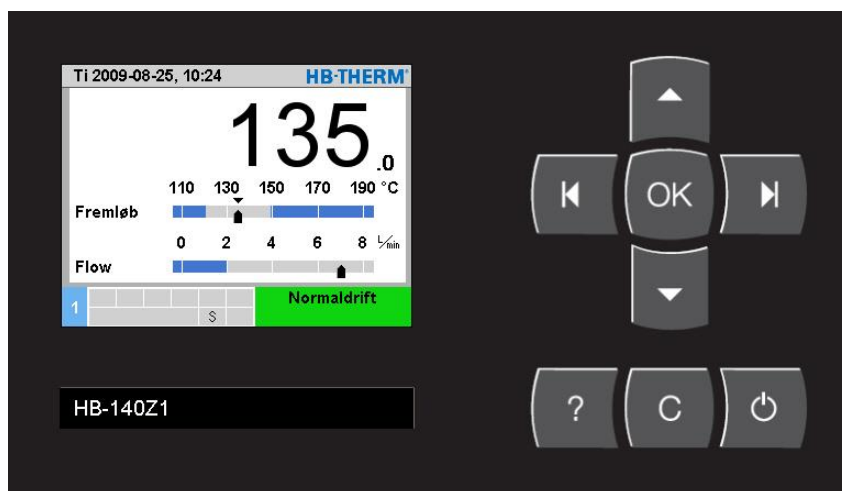 Ti 2009-08-25, 10:24 HB-THERM®
135.0
110 130 150 170 190 °C
Fremløb
0 2 4 6 8 L/min
Flow
1 Normaldrift
S
HB-140Z1
OK
? C